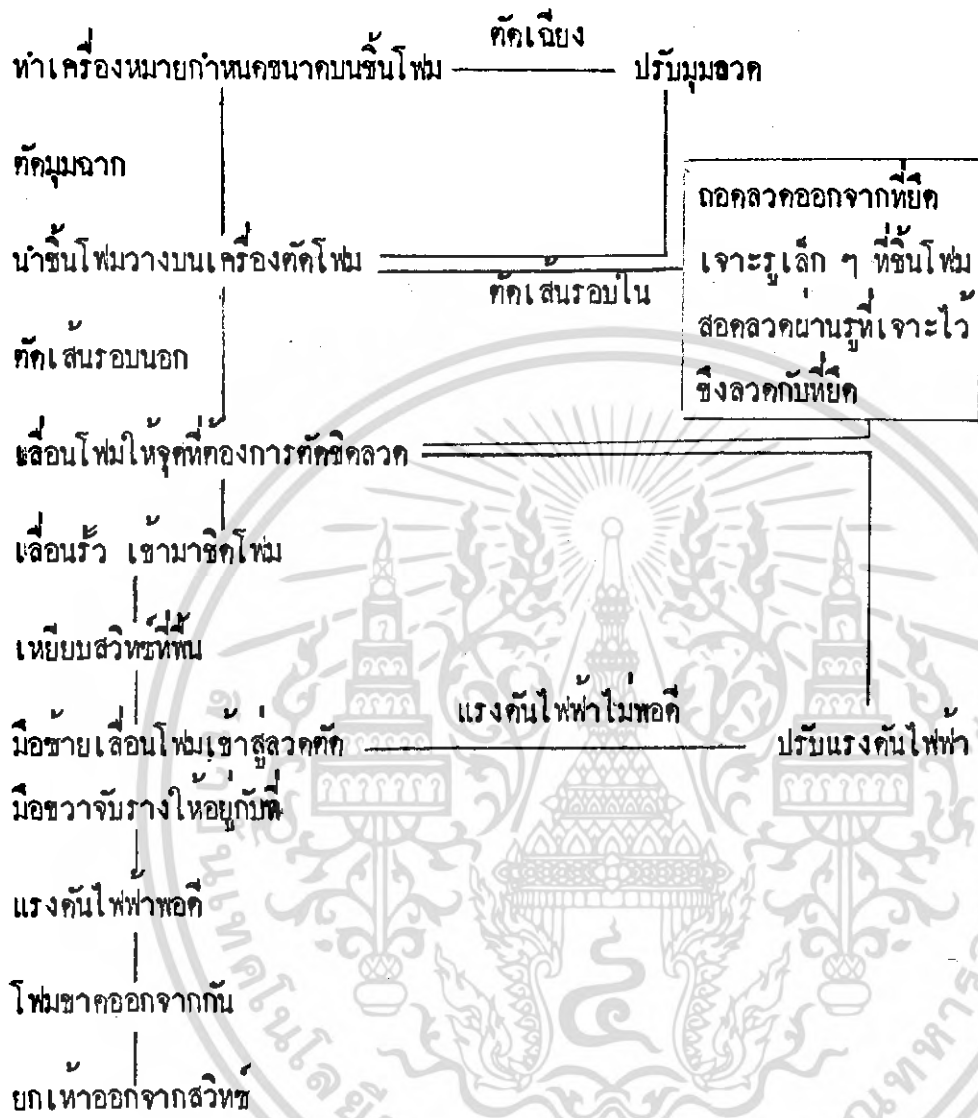 ตัดเฉียง
ทำเครื่องหมายกำหนดขนาดบนชิ้นโฟม
ปรับมุมลวด
ตัดมุมฉาก
ถอดลวดออกจากที่ยึด
นำชิ้นโฟมวางบนเครื่องตัดโฟม
เจาะรูเล็ก ๆ ที่ชิ้นโฟม
ตัดเส้นรอบใน
สอดลวดผ่านรูที่เจาะไว้
ตัดเส้นรอบนอก
ขึงลวดกับที่ยึด
เลื่อนโฟมให้จุดที่ต้องการตัดชิดลวด
เลื่อนรั้ว เข้ามาชิดโฟม
เหยียบสวิทซ์ที่พื้น
แรงดันไฟฟ้าไม่พอดี
มือซ้ายเลื่อนโฟมเข้าสู่ลวดตัด
ปรับแรงดันไฟฟ้า
มือขวาจับรางให้อยู่กับที่
แรงดันไฟฟ้าพอดี
โฟมขาดออกจากกัน
ยกเท้าออกจากสวิทซ์